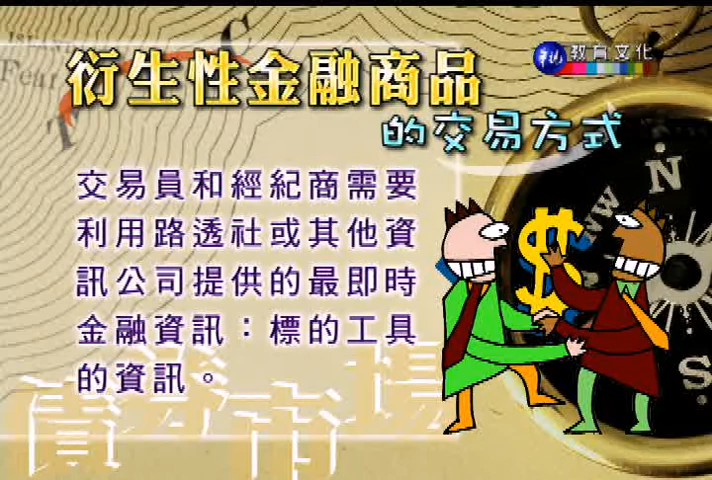 衍生性金融商品
的交易方式
教育文化
交易員和經紀商需要
利用路透社或其他資
訊公司提供的最即時
金融資訊：標的工具
的資訊。
N
S